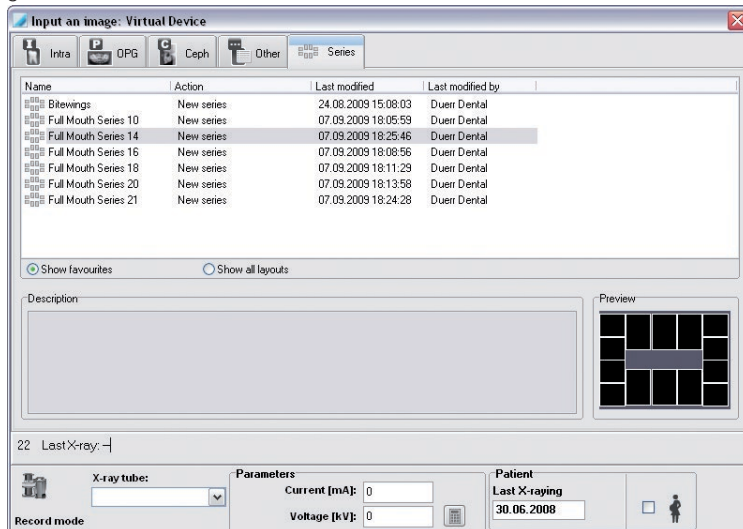 Input an image: Virtual Device
Intra OPG Ceph Other Series
Name Action Last modified Last modified by
Bitewings New series 24.08.2009 15:08:03 Duerr Dental
Full Mouth Series 10 New series 07.09.2009 18:05:59 Duerr Dental
Full Mouth Series 14 New series 07.09.2009 18:25:46 Duerr Dental
Full Mouth Series 16 New series 07.09.2009 18:08:56 Duerr Dental
Full Mouth Series 18 New series 07.09.2009 18:11:29 Duerr Dental
Full Mouth Series 20 New series 07.09.2009 18:13:58 Duerr Dental
Full Mouth Series 21 New series 07.09.2009 18:24:28 Duerr Dental
Show favourites Show all layouts
Description Preview
22 Last X-ray: -
X-ray tube: Parameters Patient
Current [mA]: 0 Last X-raying
30.06.2008
Record mode Voltage [kV]: 0